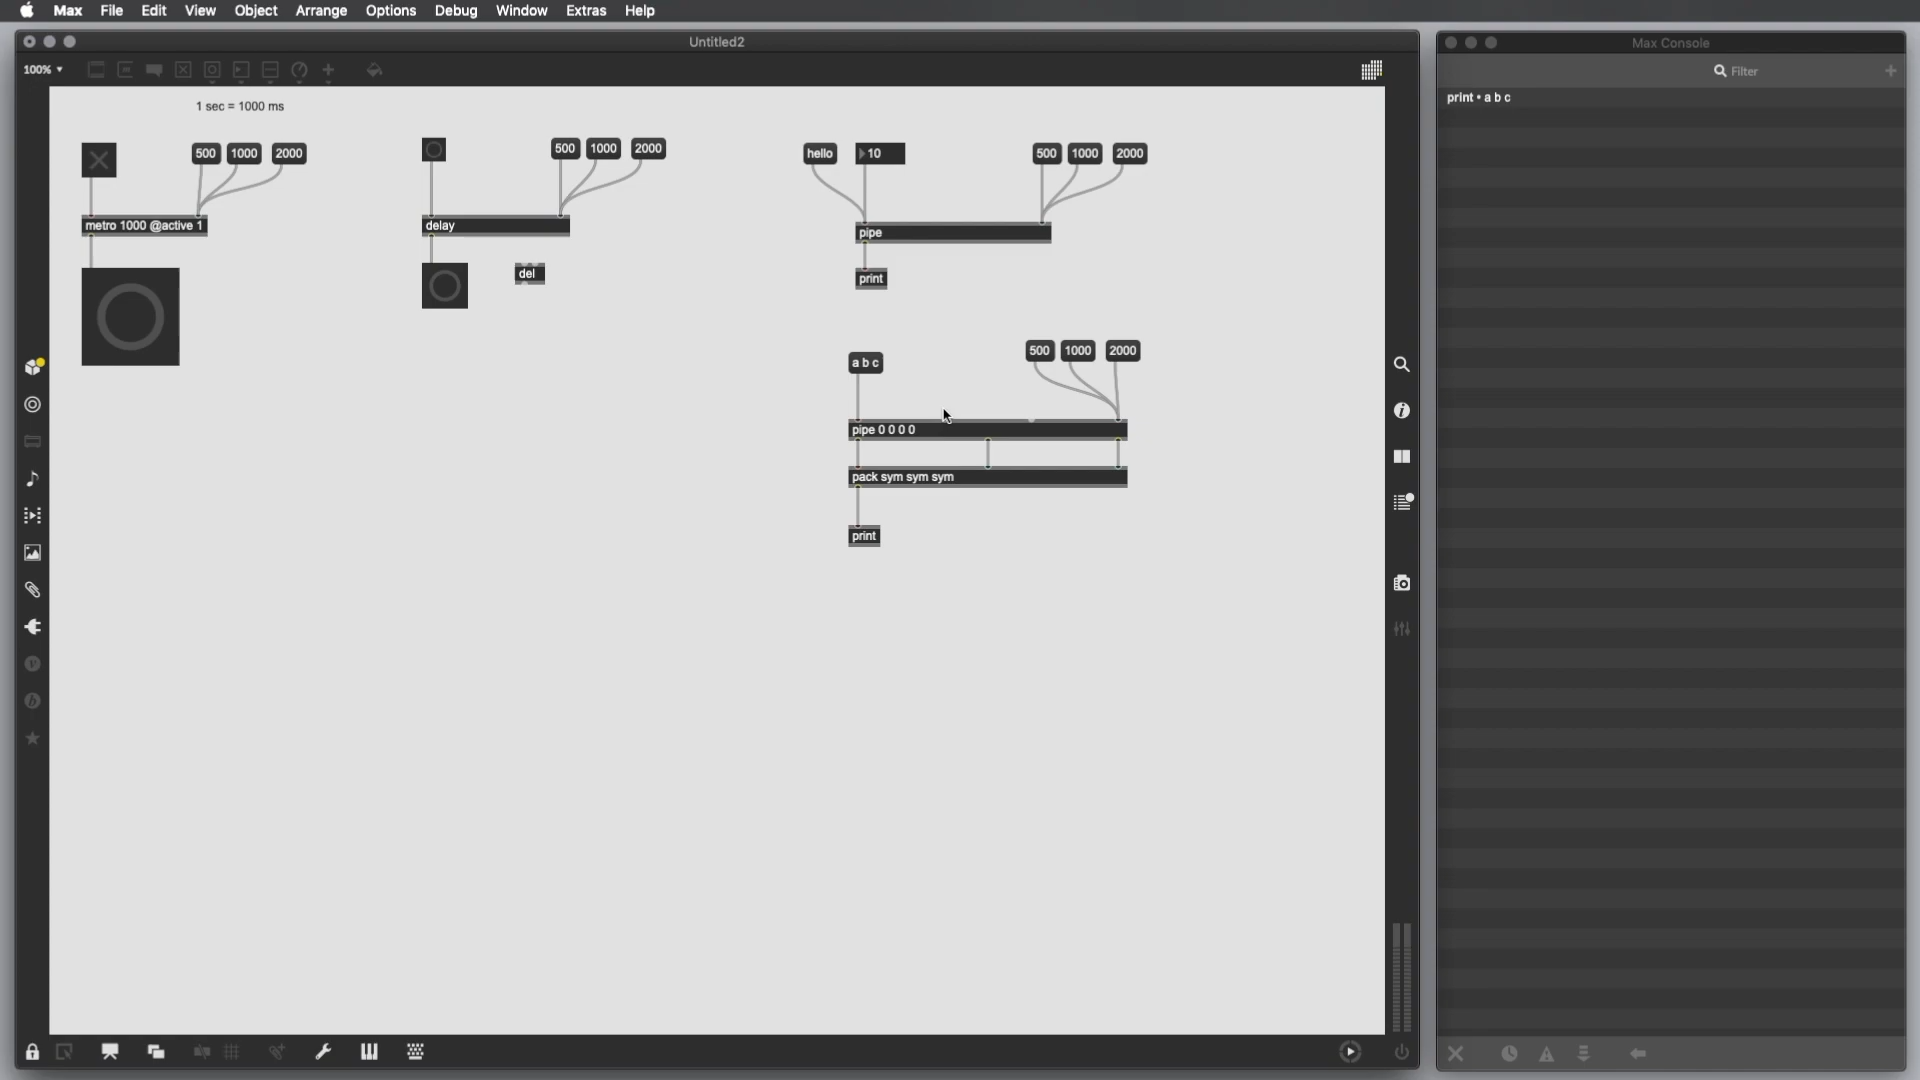 Max File Edit View Object Arrange Options Debug Window Extras Help
Untitled2
Max Console
100%
Filter
print • a b c
1 sec = 1000 ms
500 1000 2000
metro 1000 @active 1
500 1000 2000
delay
del
hello
10
500 1000 2000
pipe
print
a b c
500 1000 2000
pipe 0 0 0 0
pack sym sym sym
print